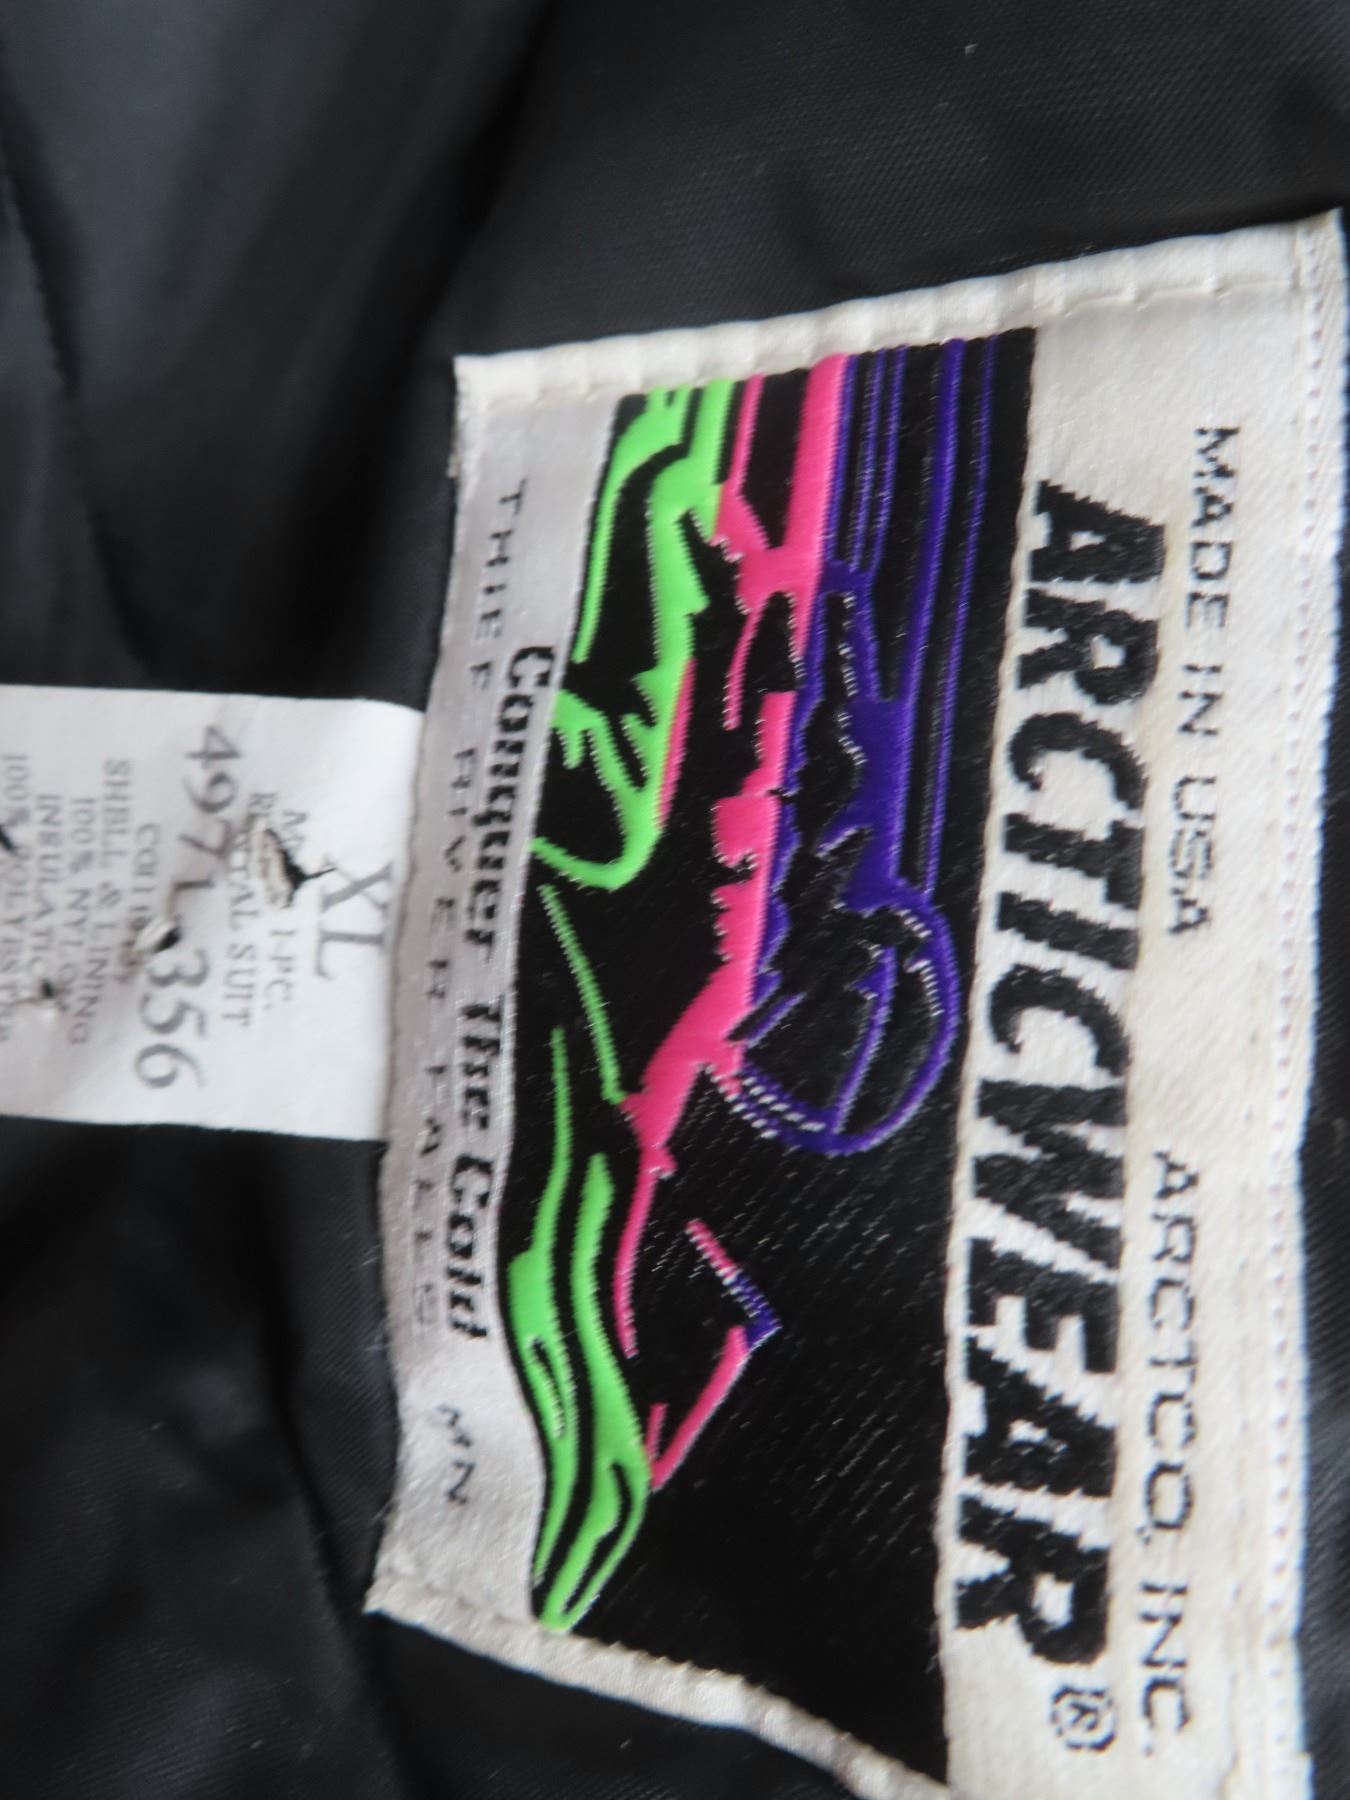 MADE IN USA ARCTCO, INC.
ARCTICWEAR®
Conquer The Cold
THIEF RIVER FALLS MN
XL
1-PC.
SUIT
SHELL & LINING
100% NYLON
INSULATION